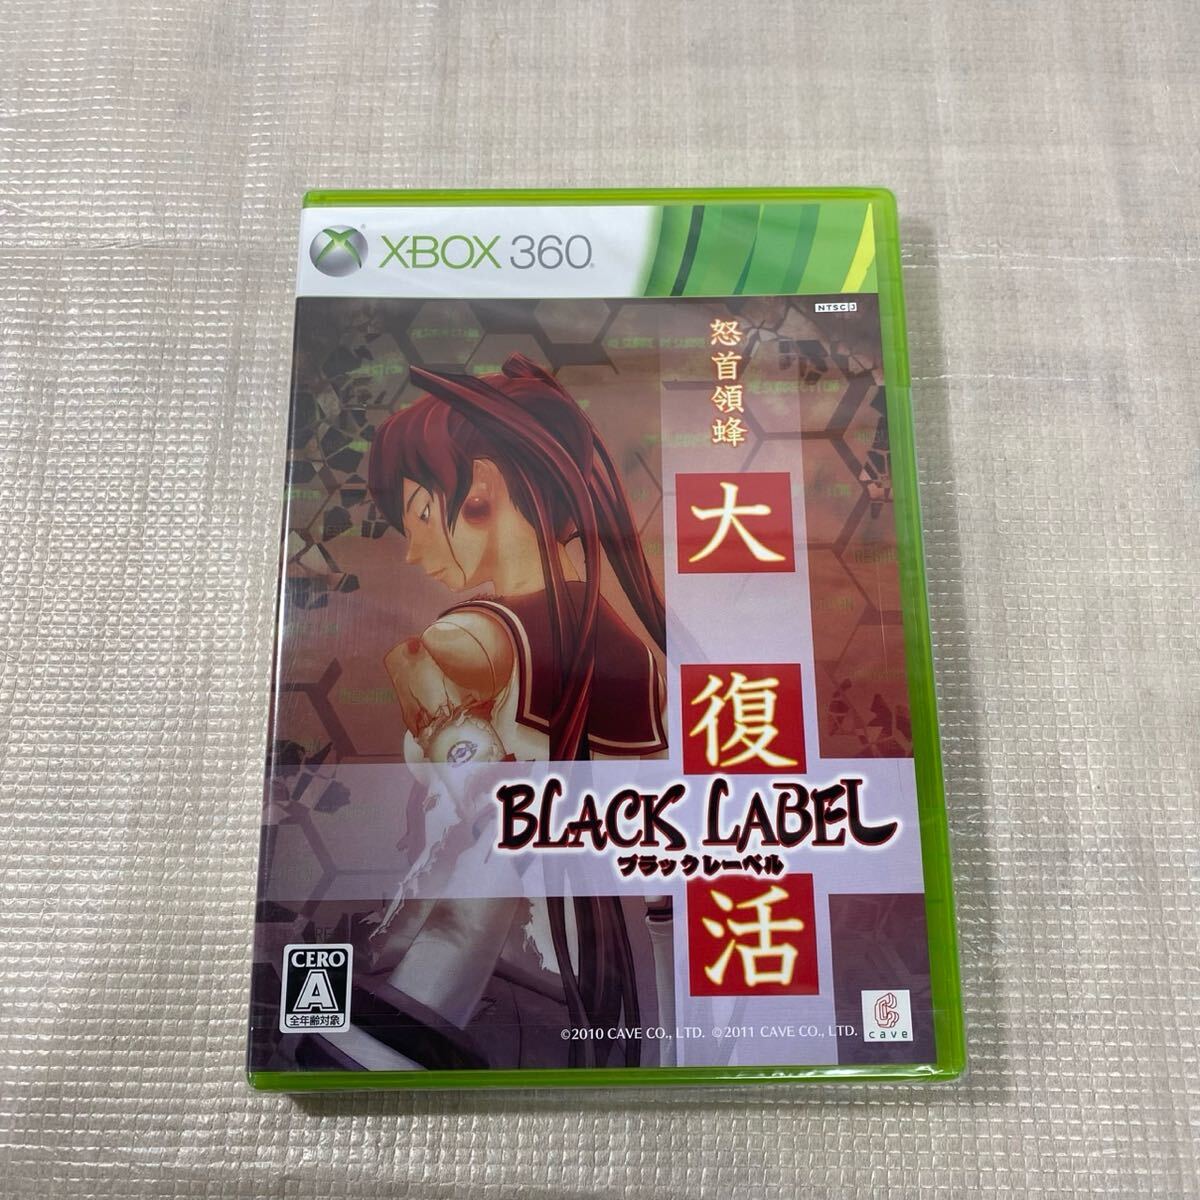 XBOX 360
NTSC J
怒首領蜂
大
復
BLACK LABEL
ブラックレーベル
活
CERO
A
全年齢対象
©2010 CAVE CO., LTD. ©2011 CAVE CO., LTD.
cave